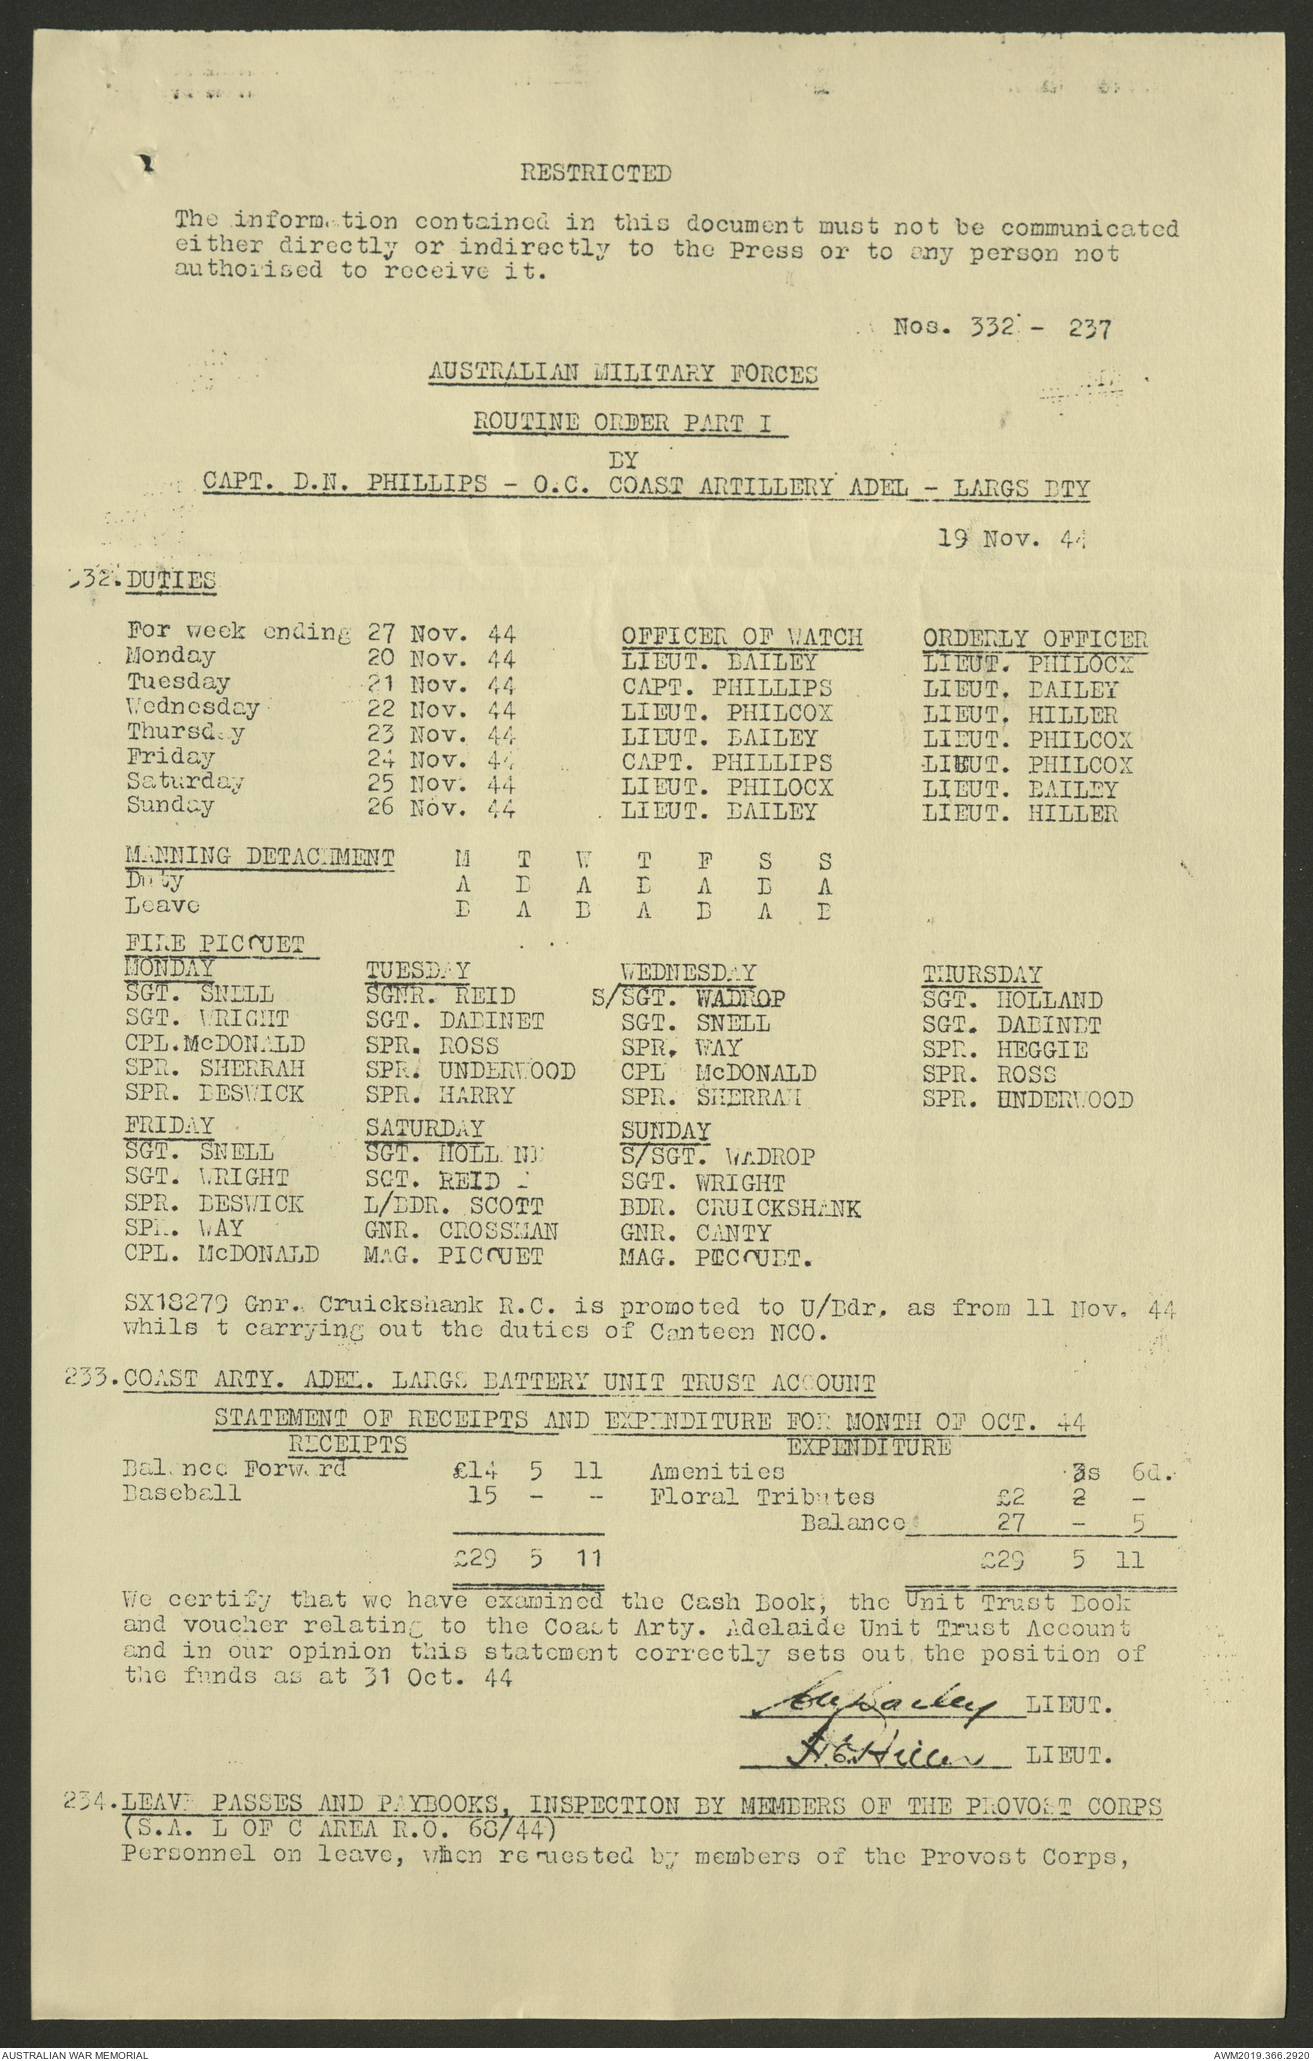 RESTRICTED
The information contained in this document must not be communicated
either directly or indirectly to the Press or to any person not
authorised to receive it.
Nos. 332 - 237
AUSTRALIAN MILITARY FORCES
ROUTINE ORDER PART I
BY
CAPT. D.N. PHILLIPS - O.C. COAST ARTILLERY ADEL - LARGS BTY
19 Nov. 44
332. DUTIES
For week ending 27 Nov. 44 OFFICER OF WATCH ORDERLY OFFICER
Monday 20 Nov. 44 LIEUT. BAILEY LIEUT. PHILOCX
Tuesday 21 Nov. 44 CAPT. PHILLIPS LIEUT. BAILEY
Wednesday 22 Nov. 44 LIEUT. PHILCOX LIEUT. HILLER
Thursday 23 Nov. 44 LIEUT. BAILEY LIEUT. PHILCOX
Friday 24 Nov. 44 CAPT. PHILLIPS LIEUT. PHILCOX
Saturday 25 Nov. 44 LIEUT. PHILOCX LIEUT. BAILEY
Sunday 26 Nov. 44 LIEUT. BAILEY LIEUT. HILLER
MANNING DETACHMENT M T W T F S S
Duty A B A B A B A
Leave B A B A B A B
FIRE PICQUET
MONDAY TUESDAY WEDNESDAY THURSDAY
SGT. SNELL SGNR. REID S/SGT. WADROP SGT. HOLLAND
SGT. WRIGHT SGT. DABINET SGT. SNELL SGT. DABINET
CPL.McDONALD SPR. ROSS SPR. WAY SPR. HEGGIE
SPR. SHERRAH SPR. UNDERWOOD CPL McDONALD SPR. ROSS
SPR. BESWICK SPR. HARRY SPR. SHERRAH SPR. UNDERWOOD
FRIDAY SATURDAY SUNDAY
SGT. SNELL SGT. HOLLAND S/SGT. WADROP
SGT. WRIGHT SGT. REID SGT. WRIGHT
SPR. BESWICK L/BDR. SCOTT BDR. CRUICKSHANK
SPR. WAY GNR. CROSSMAN GNR. CANTY
CPL. McDONALD MAG. PICQUET MAG. PICQUET.
SX18279 Gnr. Cruickshank R.C. is promoted to U/Bdr. as from 11 Nov. 44
whils t carrying out the duties of Canteen NCO.
233. COAST ARTY. ADEL. LARGS BATTERY UNIT TRUST ACCOUNT
STATEMENT OF RECEIPTS AND EXPENDITURE FOR MONTH OF OCT. 44
RECEIPTS EXPENDITURE
Balance Forward £14 5 11 Amenities 3s 6d.
Baseball 15 - -- Floral Tributes £2 2 -
Balance 27 - 5
£29 5 11 £29 5 11
We certify that we have examined the Cash Book, the Unit Trust Book
and voucher relating to the Coast Arty. Adelaide Unit Trust Account
and in our opinion this statement correctly sets out the position of
the funds as at 31 Oct. 44
Bailey LIEUT.
H.E. Hiller LIEUT.
234. LEAVE PASSES AND PAYBOOKS, INSPECTION BY MEMBERS OF THE PROVOST CORPS
(S.A. L OF C AREA R.O. 68/44)
Personnel on leave, when requested by members of the Provost Corps,
AUSTRALIAN WAR MEMORIAL AWM2019.366.2920